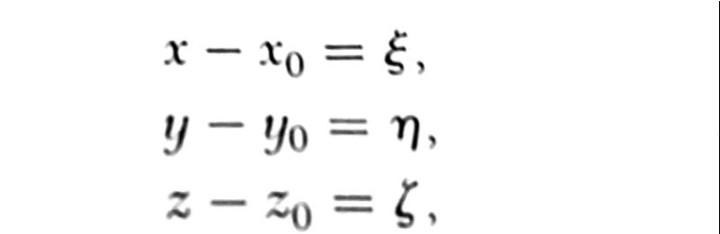 x − x₀ = ξ,
y − y₀ = η,
z − z₀ = ζ,